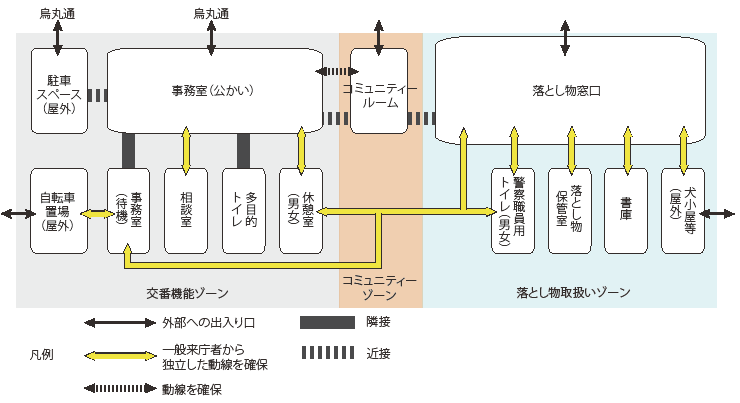 烏丸通
烏丸通
駐車
スペース
(屋外)
事務室(公かい)
コミュニティー
ルーム
落とし物窓口
自転車
置場
(屋外)
事務室
(待機)
相談室
多目的
トイレ
休憩室
(男女)
警察職員用
トイレ(男女)
落とし物
保管室
書庫
犬小屋等
(屋外)
交番機能ゾーン
コミュニティー
ゾーン
落とし物取扱いゾーン
凡例
外部への出入り口
一般来庁者から
独立した動線を確保
動線を確保
隣接
近接